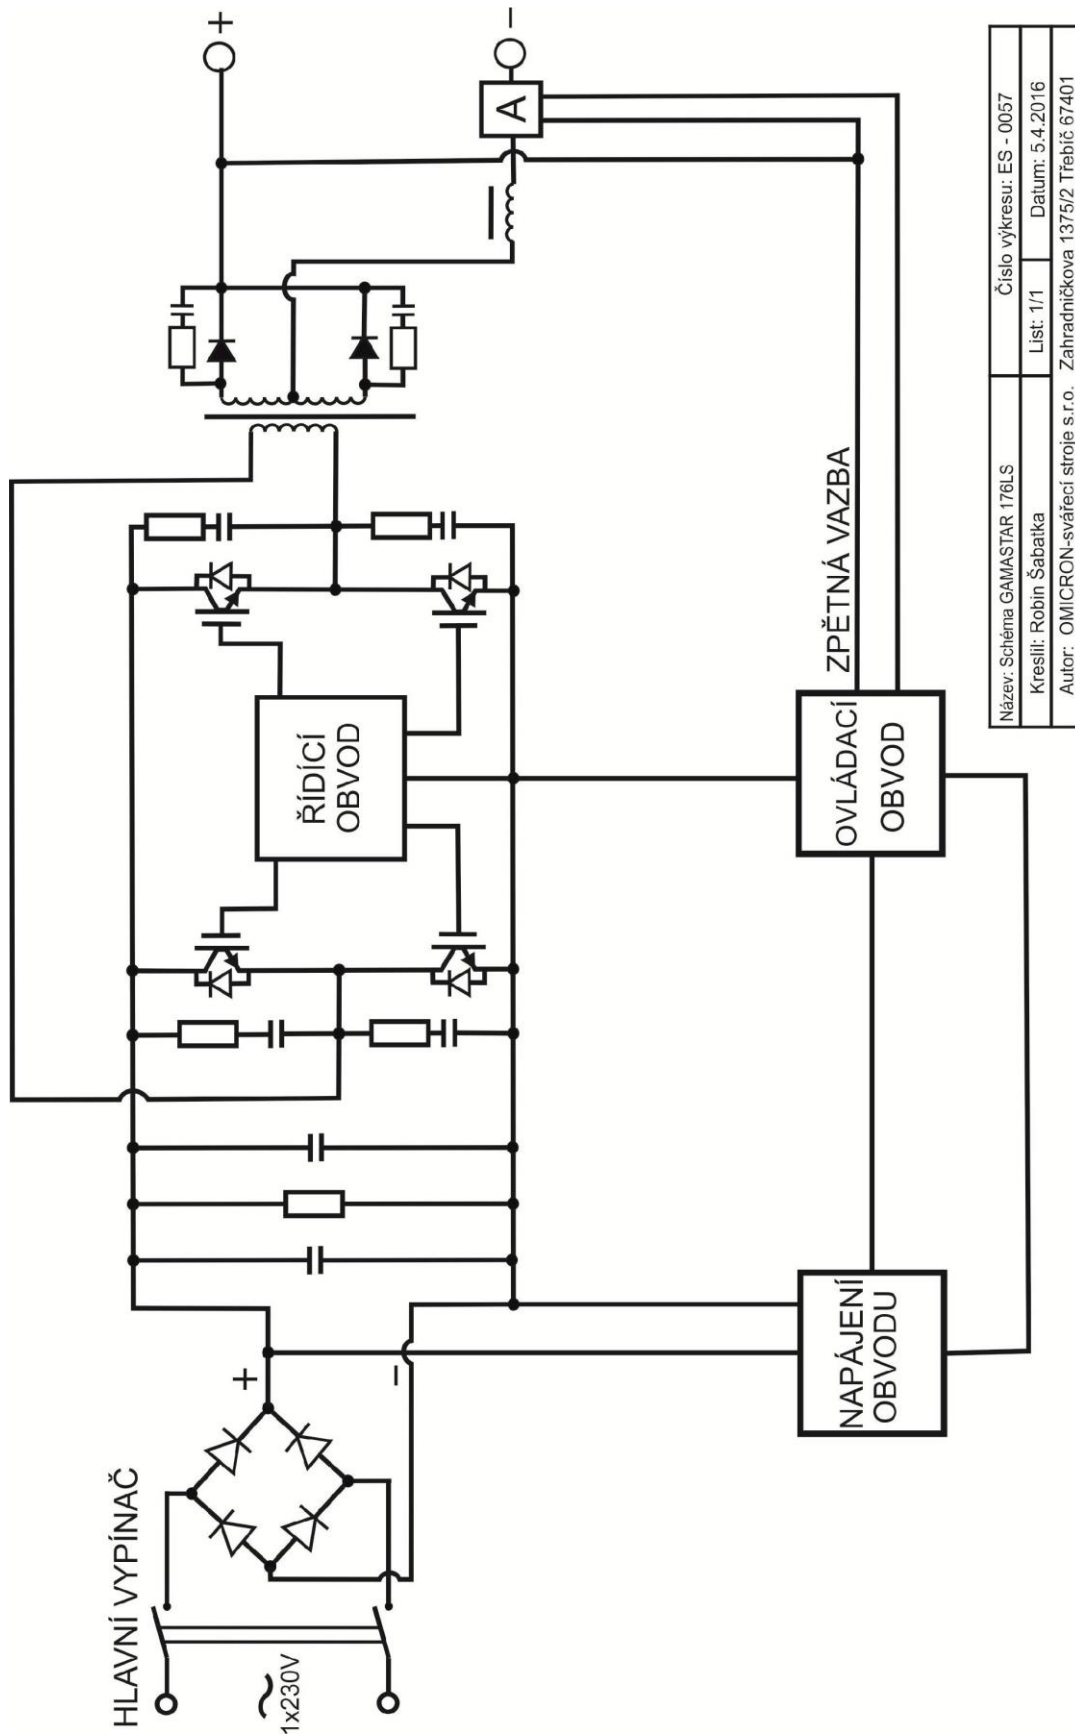 HLAVNÍ VYPÍNAČ
1x230V
+
−
ŘÍDÍCÍ
OBVOD
+
−
A
NAPÁJENÍ
OBVODU
OVLÁDACÍ
OBVOD
ZPĚTNÁ VAZBA
Název: Schéma GAMASTAR 176LS
Číslo výkresu: ES - 0057
Kreslil: Robin Šabatka
List: 1/1
Datum: 5.4.2016
Autor: OMICRON-svářecí stroje s.r.o. Zahradníčkova 1375/2 Třebíč 67401